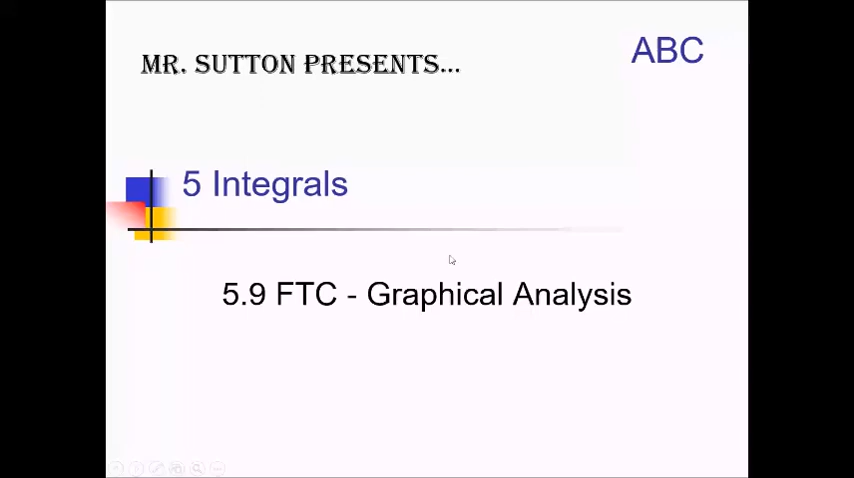 MR. SUTTON PRESENTS...
ABC
5 Integrals
5.9 FTC - Graphical Analysis